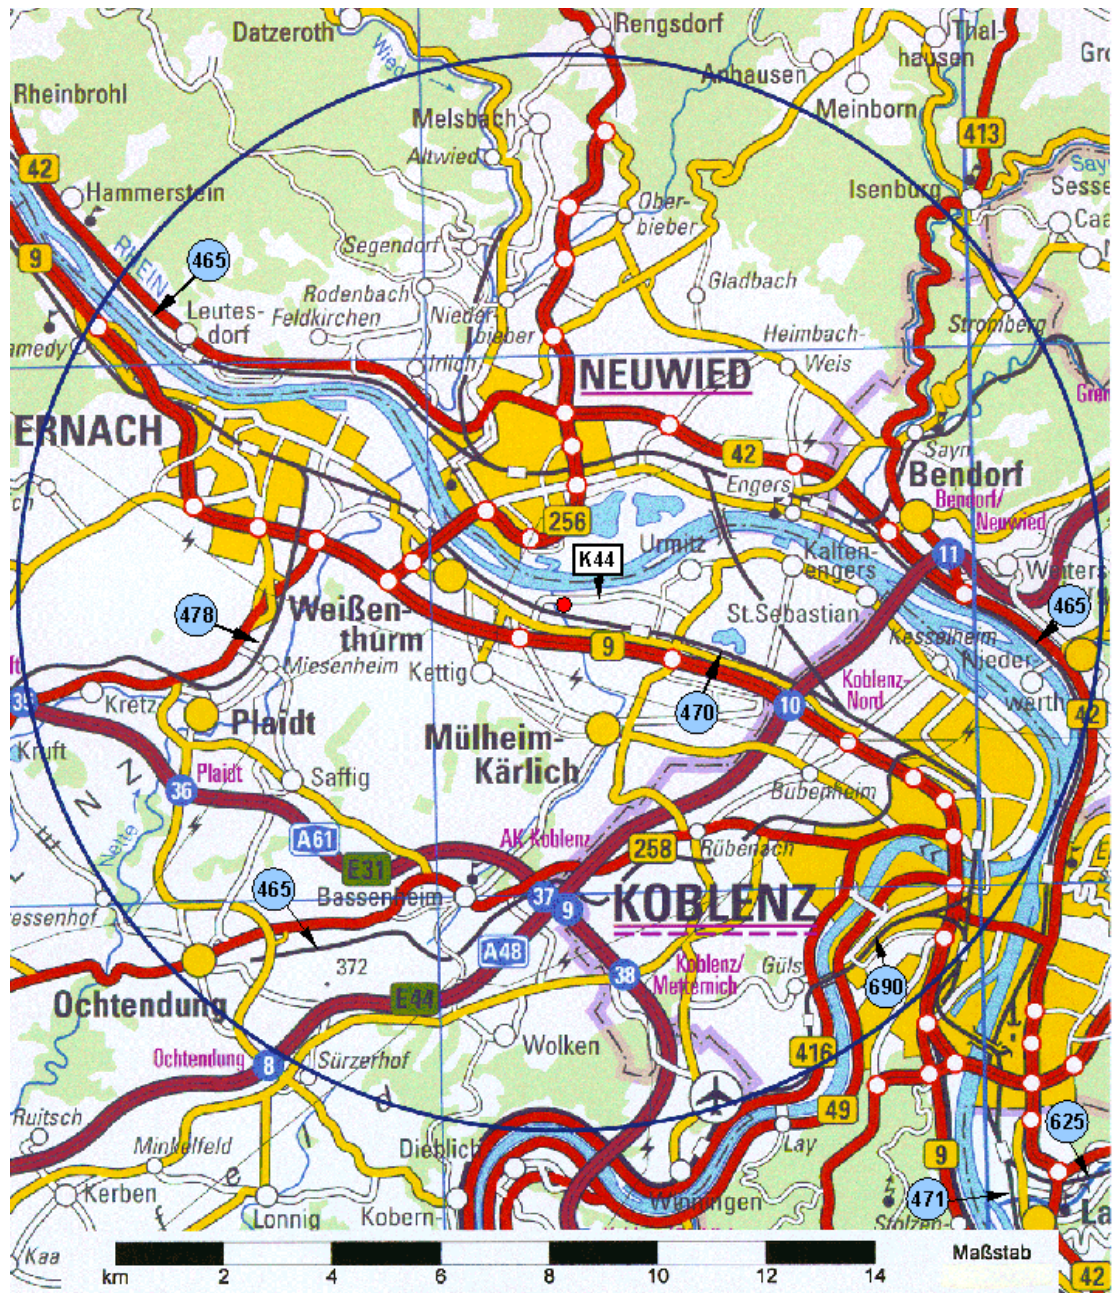 Datzeroth
Rengsdorf
Thal-
hausen
Wied
Anhausen
Meinborn
Rheinbrohl
Melsbach
413
Altwied
42
Hammerstein
Isenburg
Ober-
bieber
Segendorf
9
RHEIN
465
Gladbach
Rodenbach
Leutes-
dorf
Feldkirchen
Nieder-
bieber
Stromberg
Heimbach-
Weis
Irlich
NEUWIED
ERNACH
Sayn
42
Bendorf
Engers
Bendorf/
Neuwied
256
Urmitz
Kalten-
engers
11
K44
Weiters
465
478
Weißen-
thurm
St.Sebastian
9
Kesselheim
Miesenheim
Kettig
Nieder-
werth
Koblenz-
Nord
Kretz
470
10
42
Plaidt
Mülheim-
Kärlich
Kruft
Plaidt
36
Saffig
Bubenheim
Nette
A61
AK Koblenz
258
Rübenach
E31
465
Bassenheim
37
9
KOBLENZ
A48
372
38
Koblenz/
Metternich
Güls
690
Ochtendung
E44
Wolken
416
Ochtendung
8
Sürzerhof
49
Ruitsch
625
Minkelfeld
Dieblich
Lay
9
Kerben
Winningen
471
Lonnig
Kobern-
Stolzen-
La
Kaa
km
2
4
6
8
10
12
14
Maßstab
42